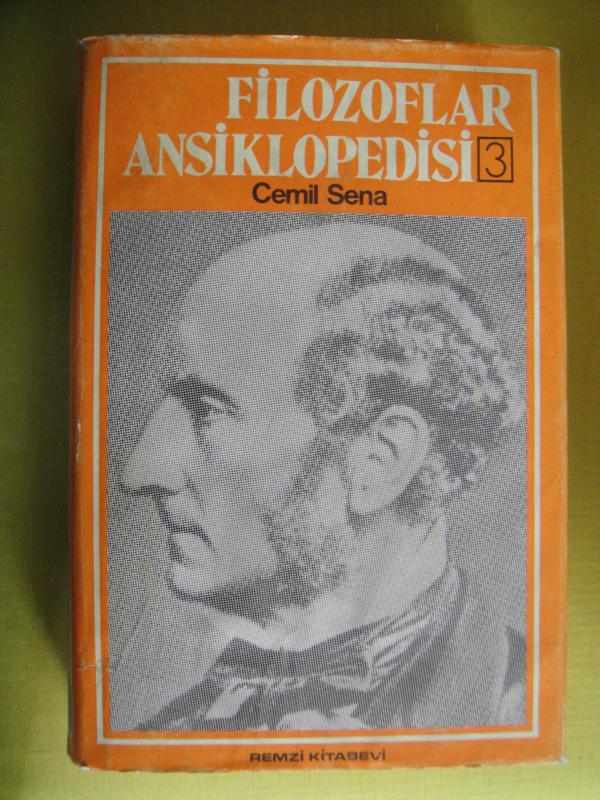 FİLOZOFLAR
ANSİKLOPEDİSİ 3
Cemil Sena
REMZİ KİTABEVİ